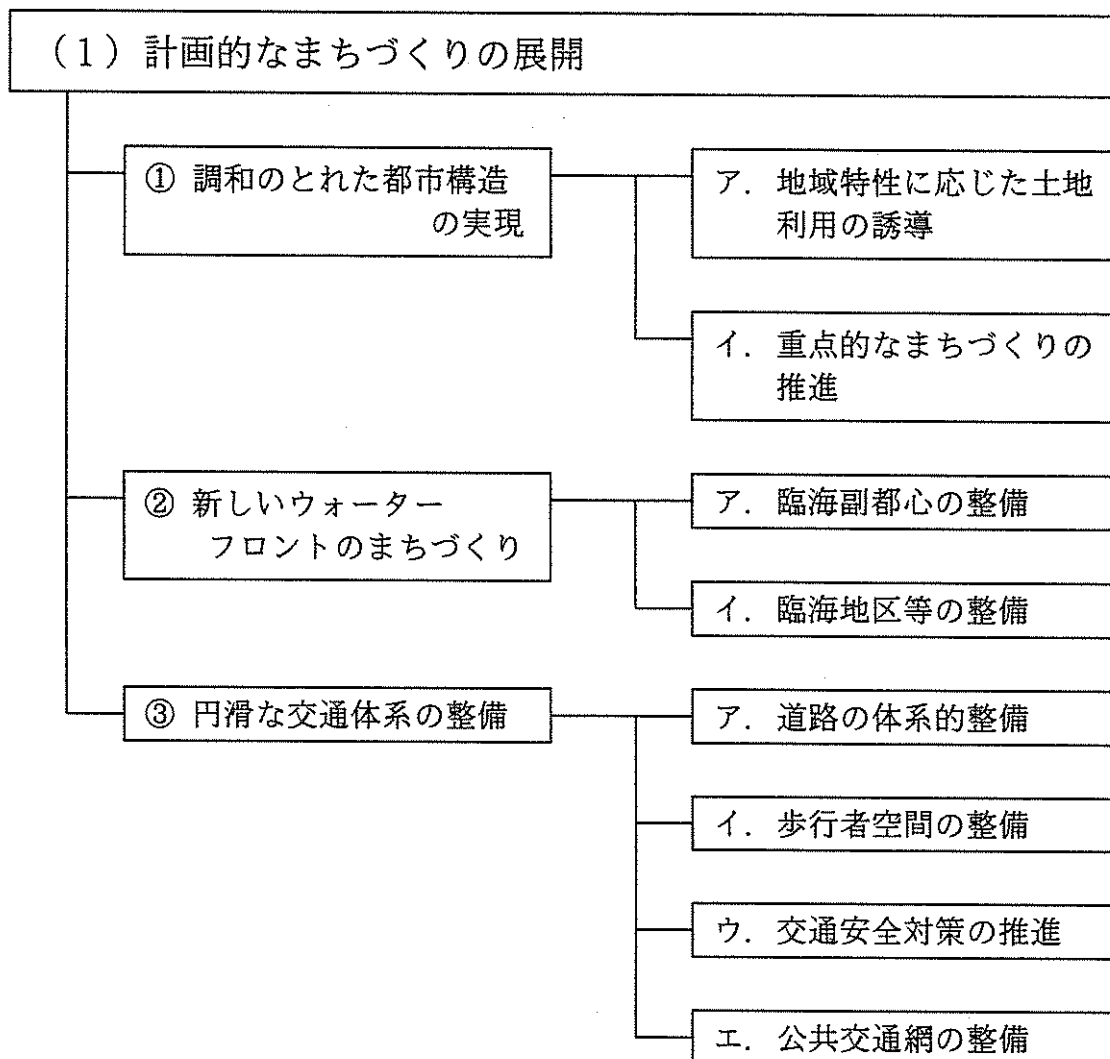 （１）計画的なまちづくりの展開
① 調和のとれた都市構造
の実現
ア．地域特性に応じた土地
利用の誘導
イ．重点的なまちづくりの
推進
② 新しいウォーター
フロントのまちづくり
ア．臨海副都心の整備
イ．臨海地区等の整備
③ 円滑な交通体系の整備
ア．道路の体系的整備
イ．歩行者空間の整備
ウ．交通安全対策の推進
エ．公共交通網の整備